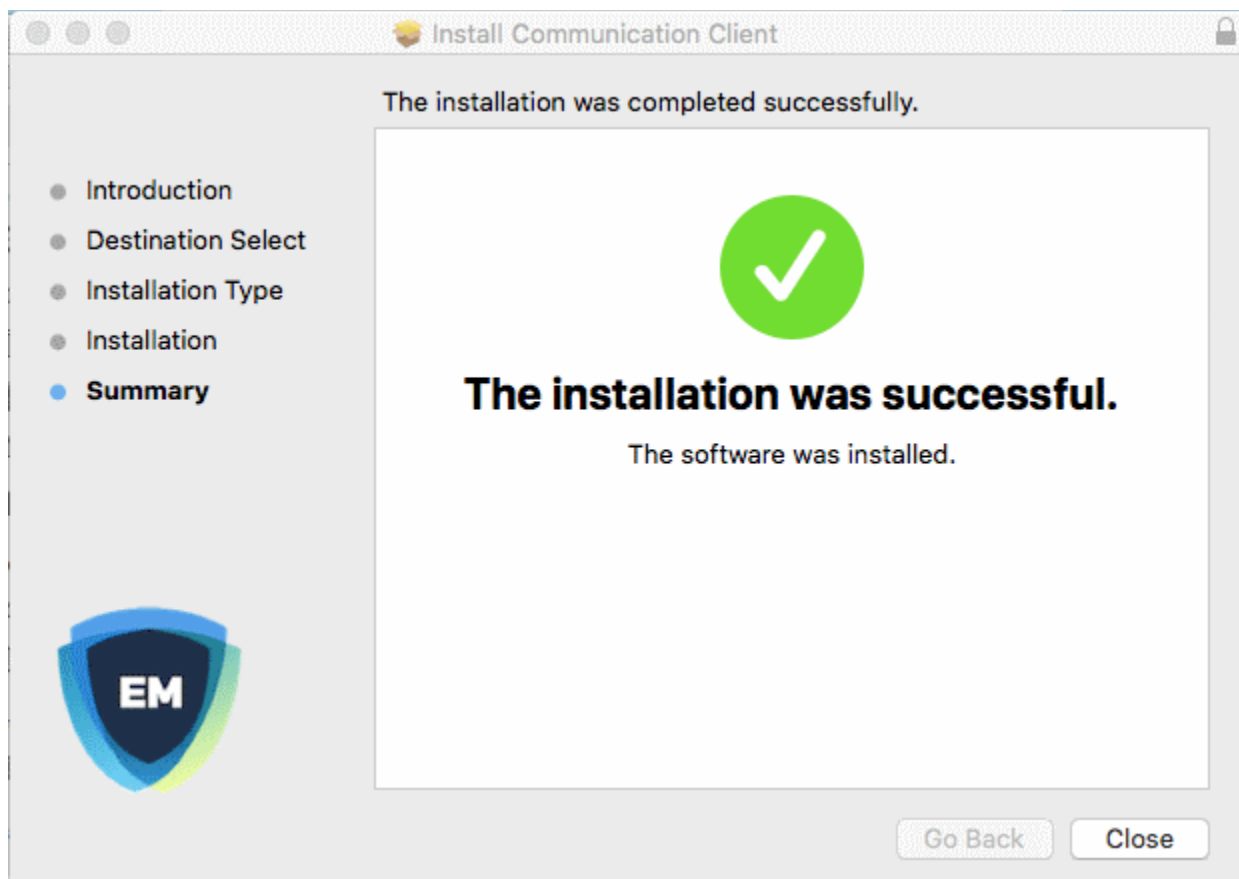 Install Communication Client
The installation was completed successfully.
Introduction
Destination Select
Installation Type
Installation
Summary
The installation was successful.
The software was installed.
EM
Go Back
Close